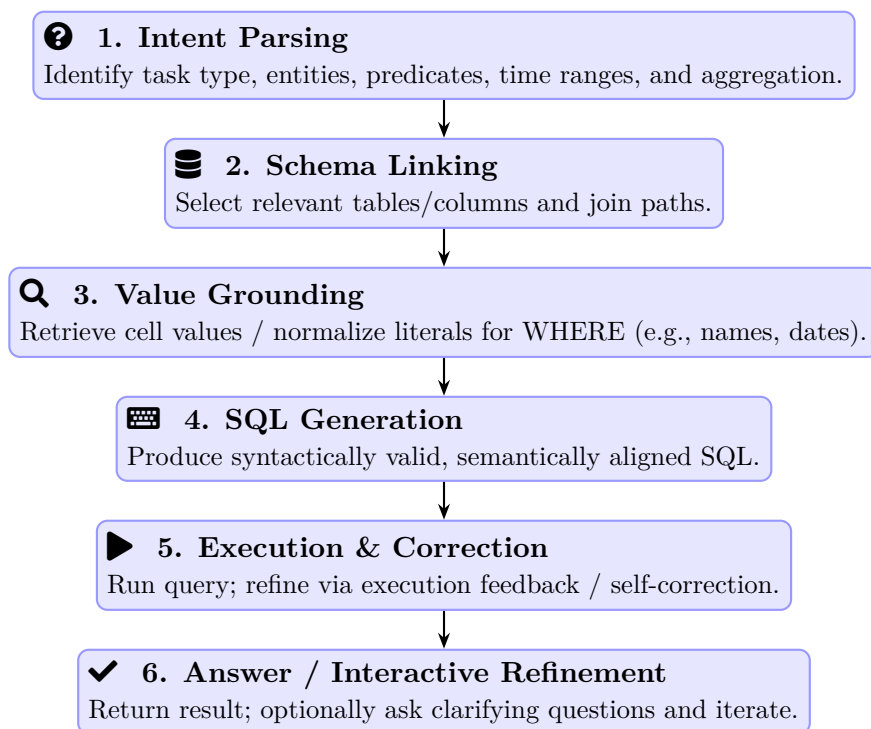 1. Intent Parsing
Identify task type, entities, predicates, time ranges, and aggregation.
2. Schema Linking
Select relevant tables/columns and join paths.
3. Value Grounding
Retrieve cell values / normalize literals for WHERE (e.g., names, dates).
4. SQL Generation
Produce syntactically valid, semantically aligned SQL.
5. Execution & Correction
Run query; refine via execution feedback / self-correction.
6. Answer / Interactive Refinement
Return result; optionally ask clarifying questions and iterate.